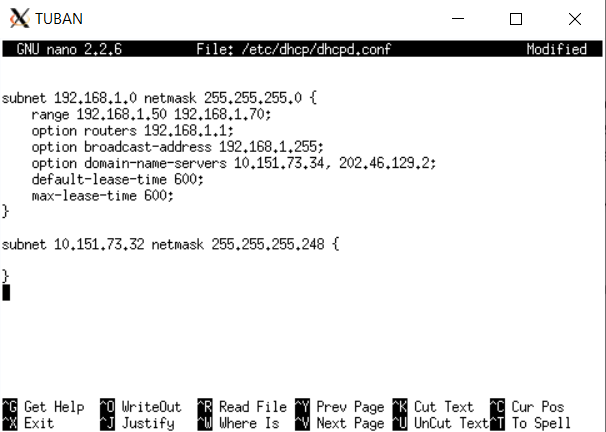 TUBAN
GNU nano 2.2.6 File: /etc/dhcp/dhcpd.conf Modified
subnet 192.168.1.0 netmask 255.255.255.0 {
range 192.168.1.50 192.168.1.70;
option routers 192.168.1.1;
option broadcast-address 192.168.1.255;
option domain-name-servers 10.151.73.34, 202.46.129.2;
default-lease-time 600;
max-lease-time 600;
}
subnet 10.151.73.32 netmask 255.255.255.248 {
}
^G Get Help ^O WriteOut ^R Read File ^Y Prev Page ^K Cut Text ^C Cur Pos
^X Exit ^J Justify ^W Where Is ^V Next Page ^U UnCut Text ^T To Spell